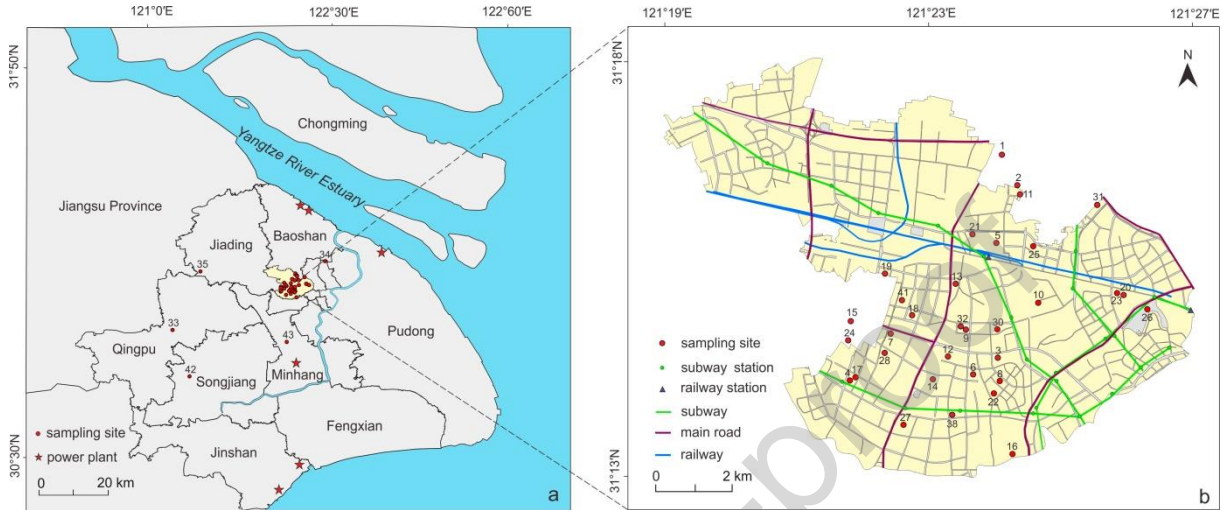 121°0'E
122°30'E
122°60'E
31°50'N
30°30'N
Chongming
Yangtze River Estuary
Jiangsu Province
Jiading
Baoshan
34
35
33
Qingpu
42
Songjiang
43
Minhang
Pudong
Fengxian
Jinshan
sampling site
power plant
0 20 km
a
121°19'E
121°23'E
121°27'E
31°18'N
31°13'N
N
1
2
11
31
21
5
25
19
13
41
18
10
20
23
26
15
24
32
9
30
7
28
12
3
4
17
14
6
8
22
27
38
16
sampling site
subway station
railway station
subway
main road
railway
0 2 km
b